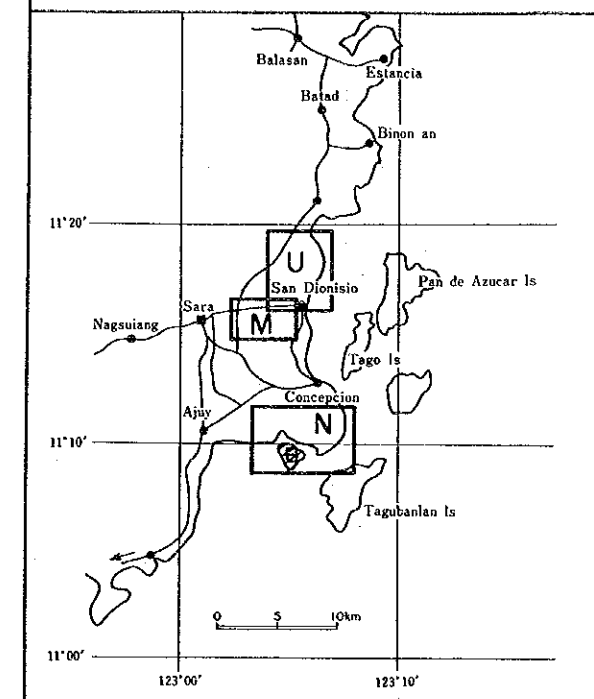 Balasan
Estancia
Batad
Binon an
11°20'
U
San Dionisio
Pan de Azucar Is
Sara
M
Nagsuiang
Tago Is
Concepcion
Ajuy
N
11°10'
Tagubanlan Is
0 5 10km
11°00'
123°00' 123°10'